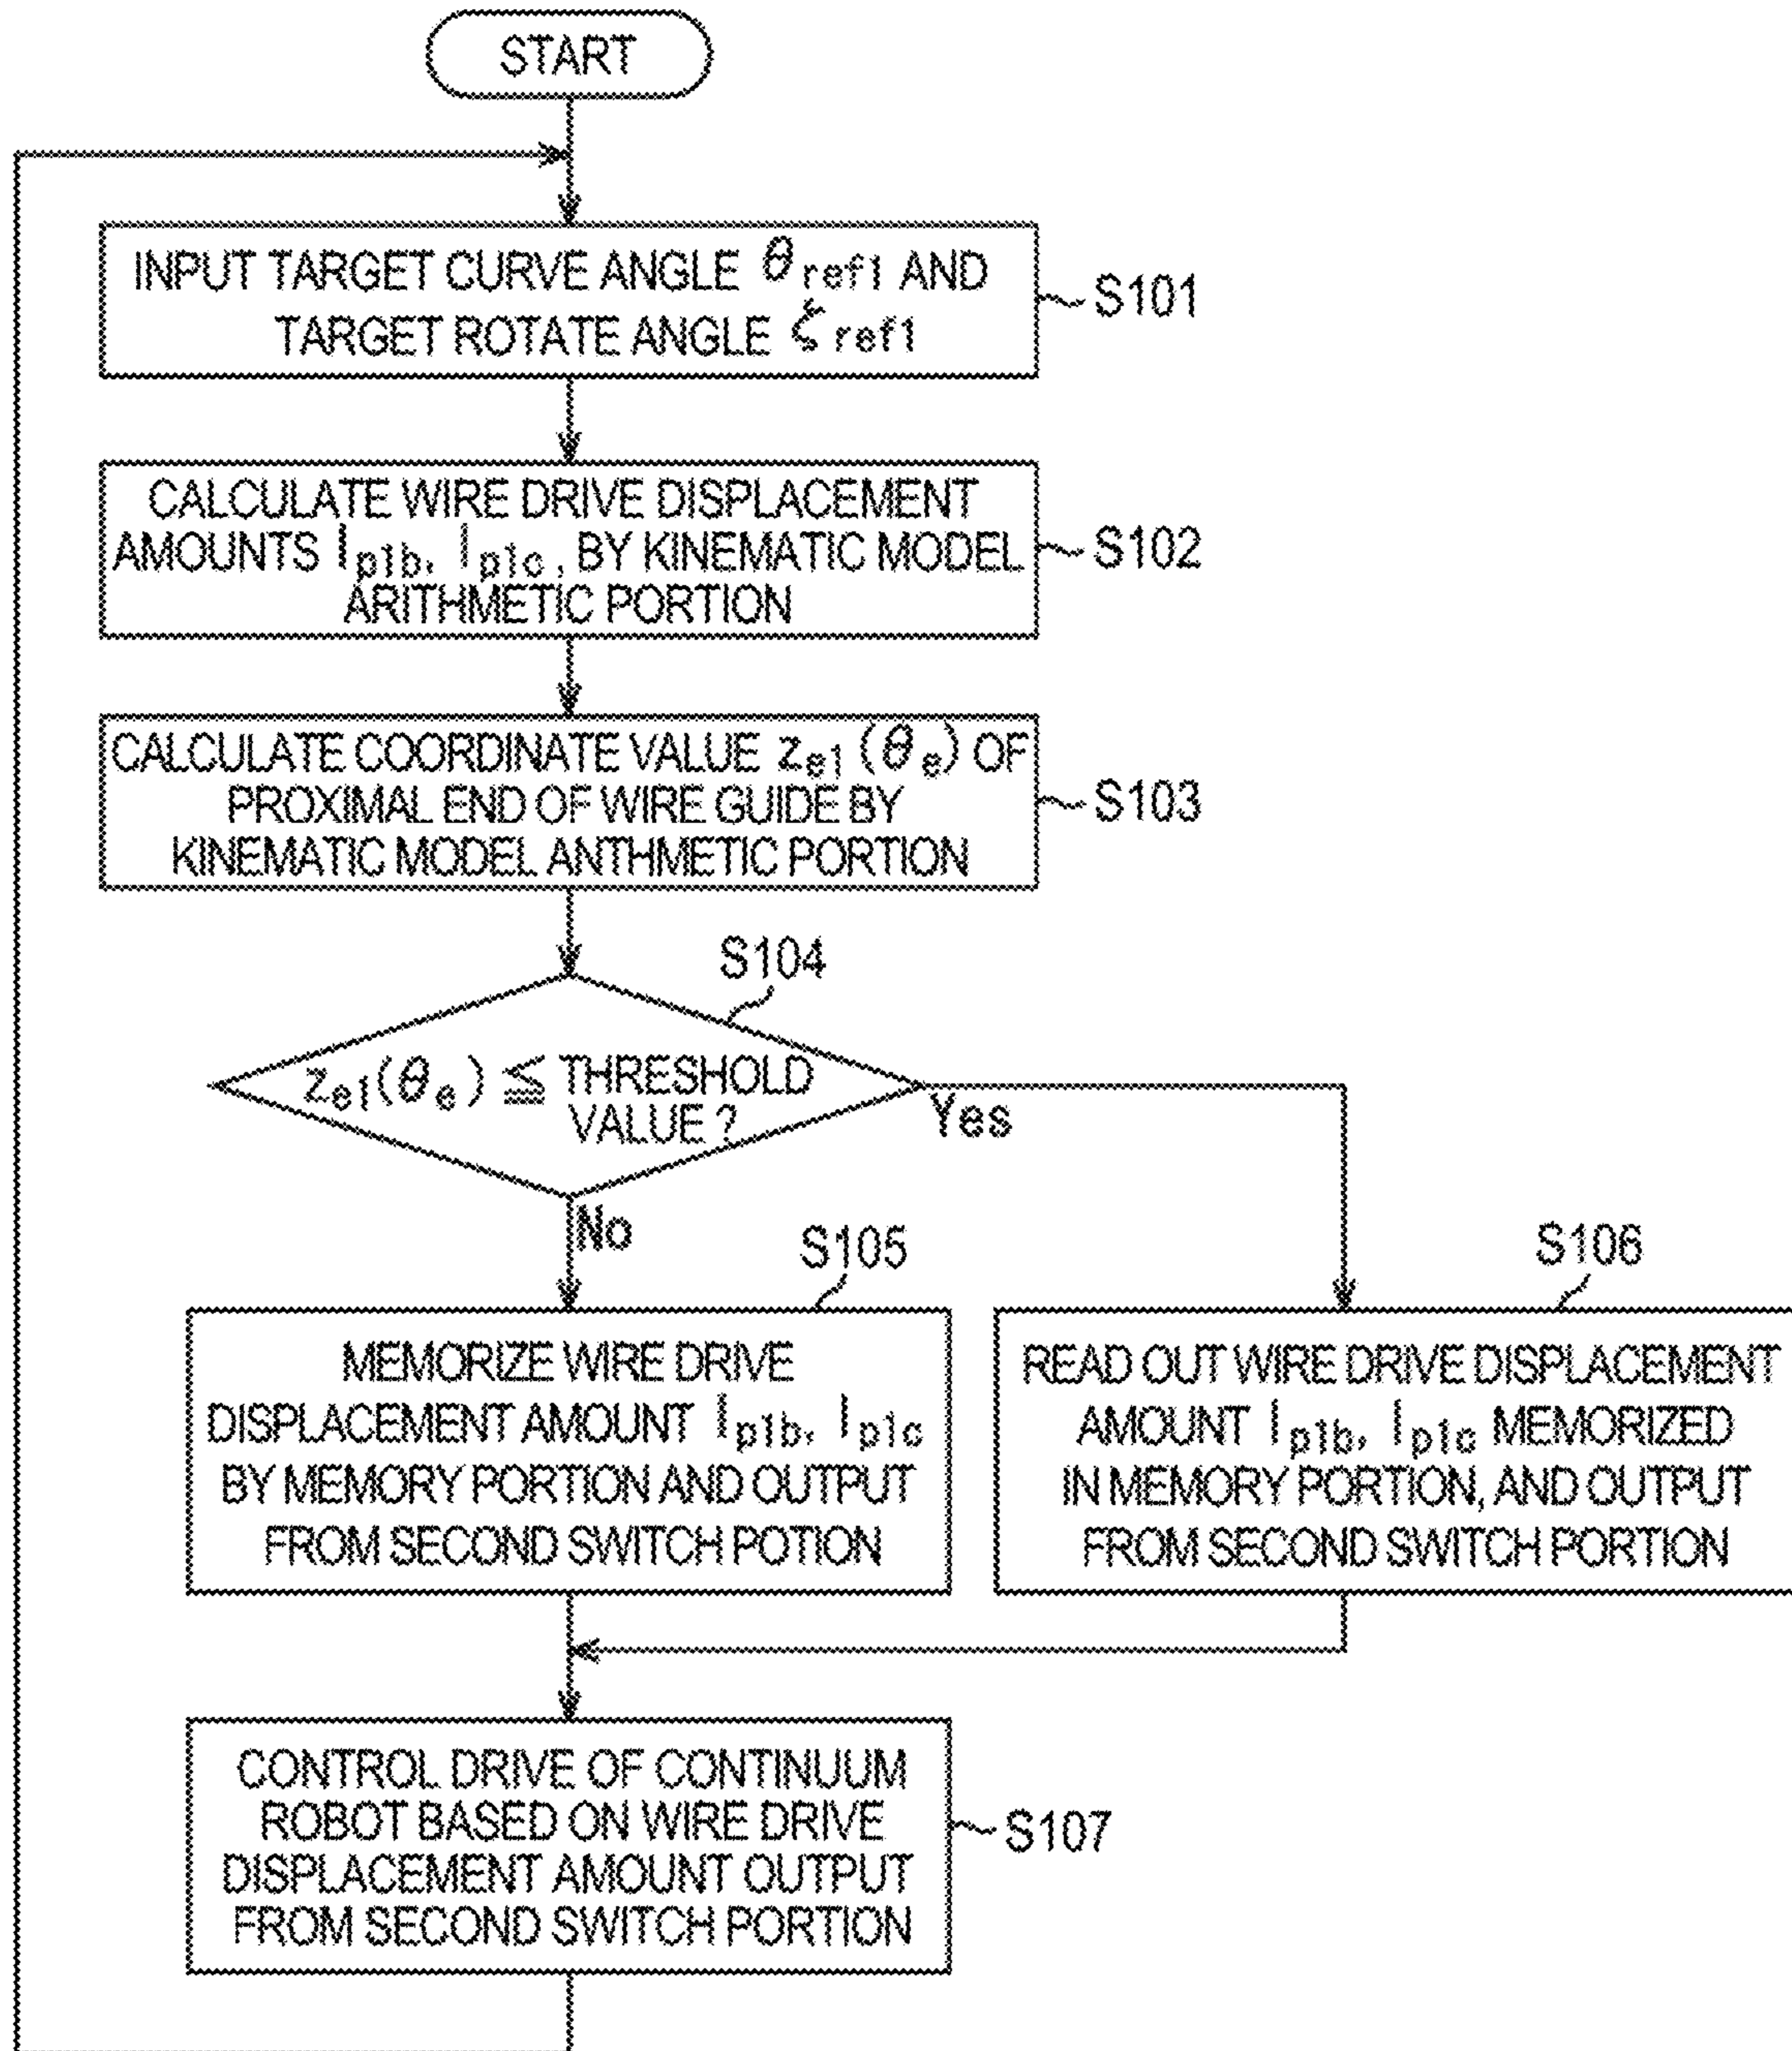 START
INPUT TARGET CURVE ANGLE θref1 AND
TARGET ROTATE ANGLE ζref1
S101
CALCULATE WIRE DRIVE DISPLACEMENT
AMOUNTS lp1b, lp1c, BY KINEMATIC MODEL
ARITHMETIC PORTION
S102
CALCULATE COORDINATE VALUE ze1(θe) OF
PROXIMAL END OF WIRE GUIDE BY
KINEMATIC MODEL ANTHMETIC PORTION
S103
S104
ze1(θe) ≦ THRESHOLD
VALUE?
Yes
No
S105
MEMORIZE WIRE DRIVE
DISPLACEMENT AMOUNT lp1b, lp1c
BY MEMORY PORTION AND OUTPUT
FROM SECOND SWITCH POTION
S106
READ OUT WIRE DRIVE DISPLACEMENT
AMOUNT lp1b, lp1c MEMORIZED
IN MEMORY PORTION, AND OUTPUT
FROM SECOND SWITCH PORTION
CONTROL DRIVE OF CONTINUUM
ROBOT BASED ON WIRE DRIVE
DISPLACEMENT AMOUNT OUTPUT
FROM SECOND SWITCH PORTION
S107